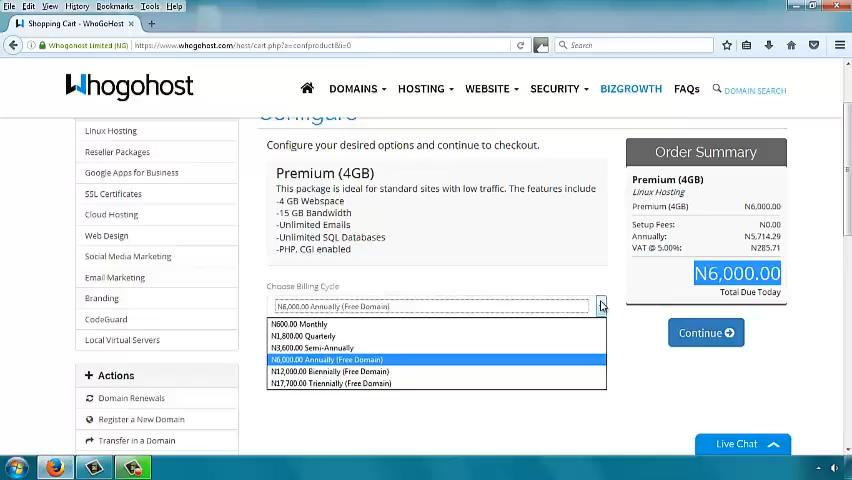 File Edit View History Bookmarks Tools Help
Shopping Cart - WhoGoHost
Whogohost Limited (NG) https://www.whogohost.com/host/cart.php?a=confproduct&i=0
Search
Whogohost
DOMAINS HOSTING WEBSITE SECURITY BIZGROWTH FAQs DOMAIN SEARCH
Linux Hosting
Reseller Packages
Google Apps for Business
SSL Certificates
Cloud Hosting
Web Design
Social Media Marketing
Email Marketing
Branding
CodeGuard
Local Virtual Servers
Actions
Domain Renewals
Register a New Domain
Transfer in a Domain
Configure
Configure your desired options and continue to checkout.
Premium (4GB)
This package is ideal for standard sites with low traffic. The features include
-4 GB Webspace
-15 GB Bandwidth
-Unlimited Emails
-Unlimited SQL Databases
-PHP, CGI enabled
Choose Billing Cycle
N6,000.00 Annually (Free Domain)
N600.00 Monthly
N1,800.00 Quarterly
N3,600.00 Semi-Annually
N6,000.00 Annually (Free Domain)
N12,000.00 Biennially (Free Domain)
N17,700.00 Triennially (Free Domain)
Order Summary
Premium (4GB)
Linux Hosting
Premium (4GB) N6,000.00
Setup Fees: N0.00
Annually: N5,714.29
VAT @ 5.00%: N285.71
N6,000.00
Total Due Today
Continue
Live Chat